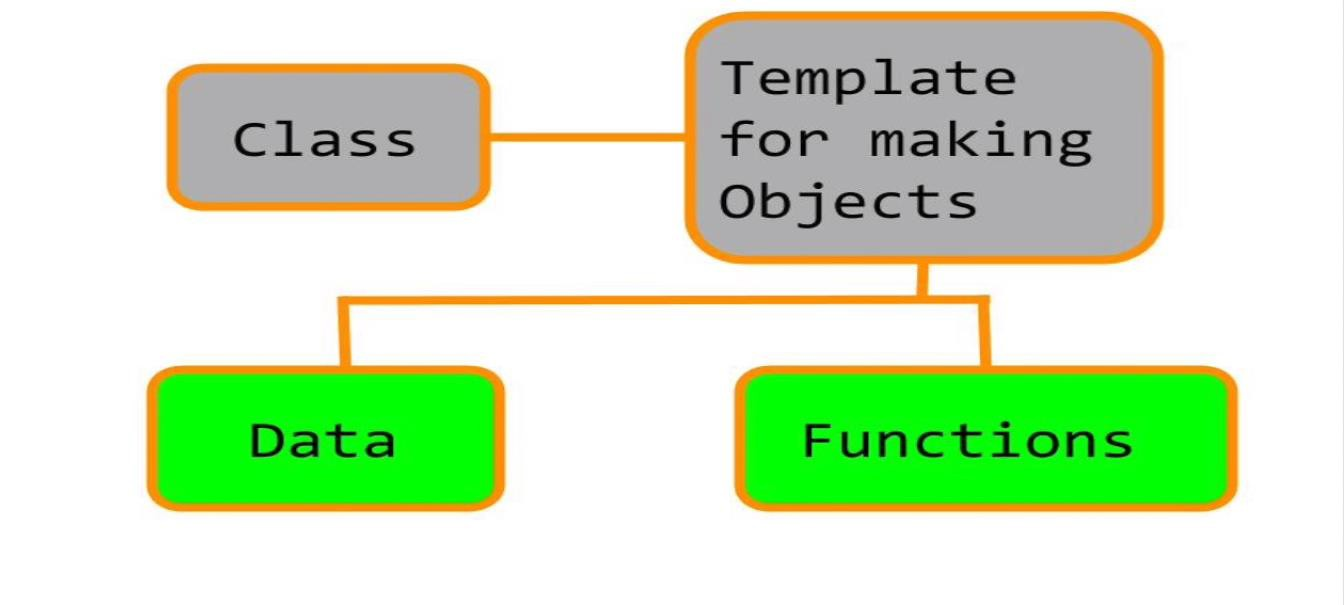 Class
Template
for making
Objects
Data
Functions